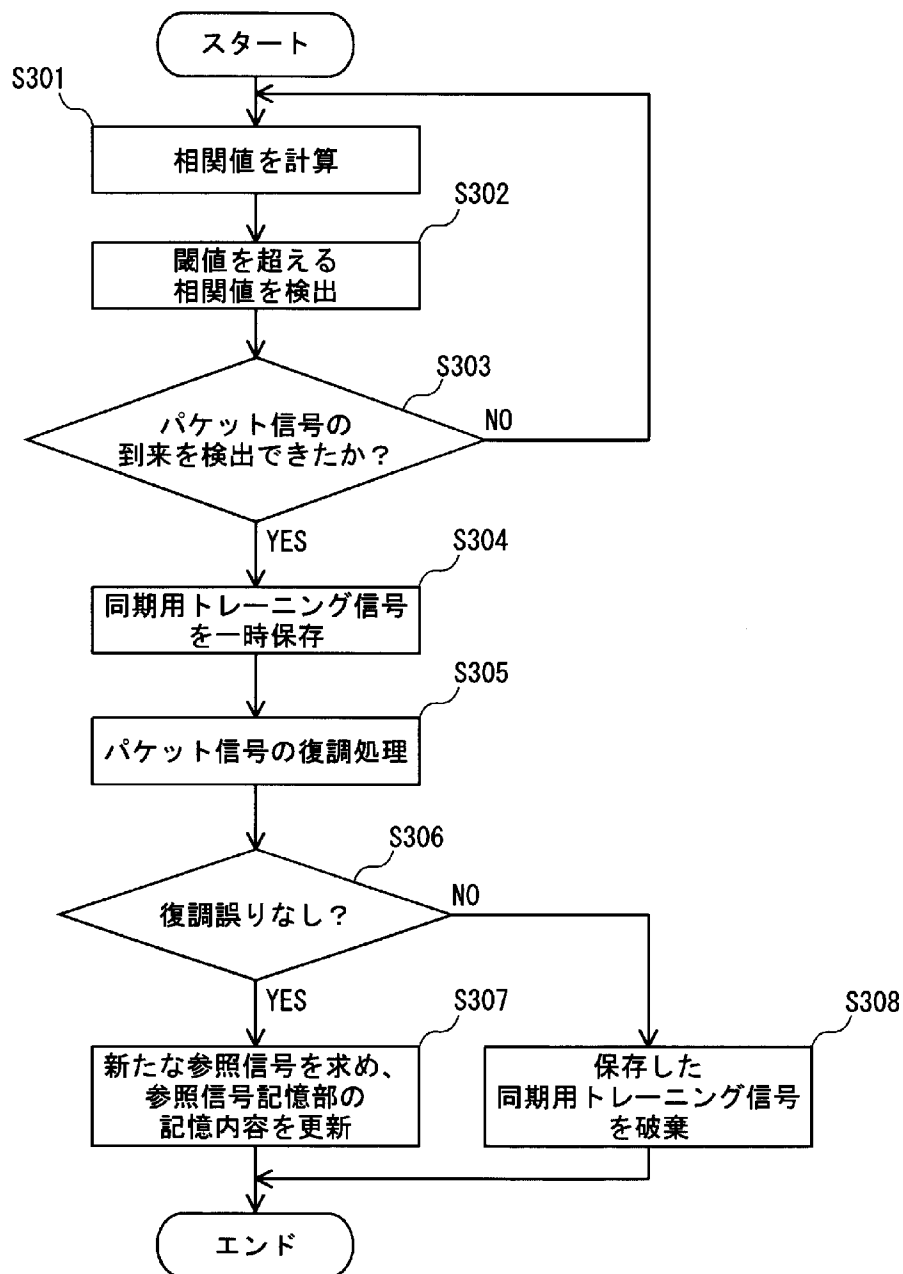 スタート
S301
相関値を計算
S302
閾値を超える
相関値を検出
S303
パケット信号の
到来を検出できたか？
NO
YES
S304
同期用トレーニング信号
を一時保存
S305
パケット信号の復調処理
S306
復調誤りなし？
NO
YES
S307
新たな参照信号を求め、
参照信号記憶部の
記憶内容を更新
S308
保存した
同期用トレーニング信号
を破棄
エンド